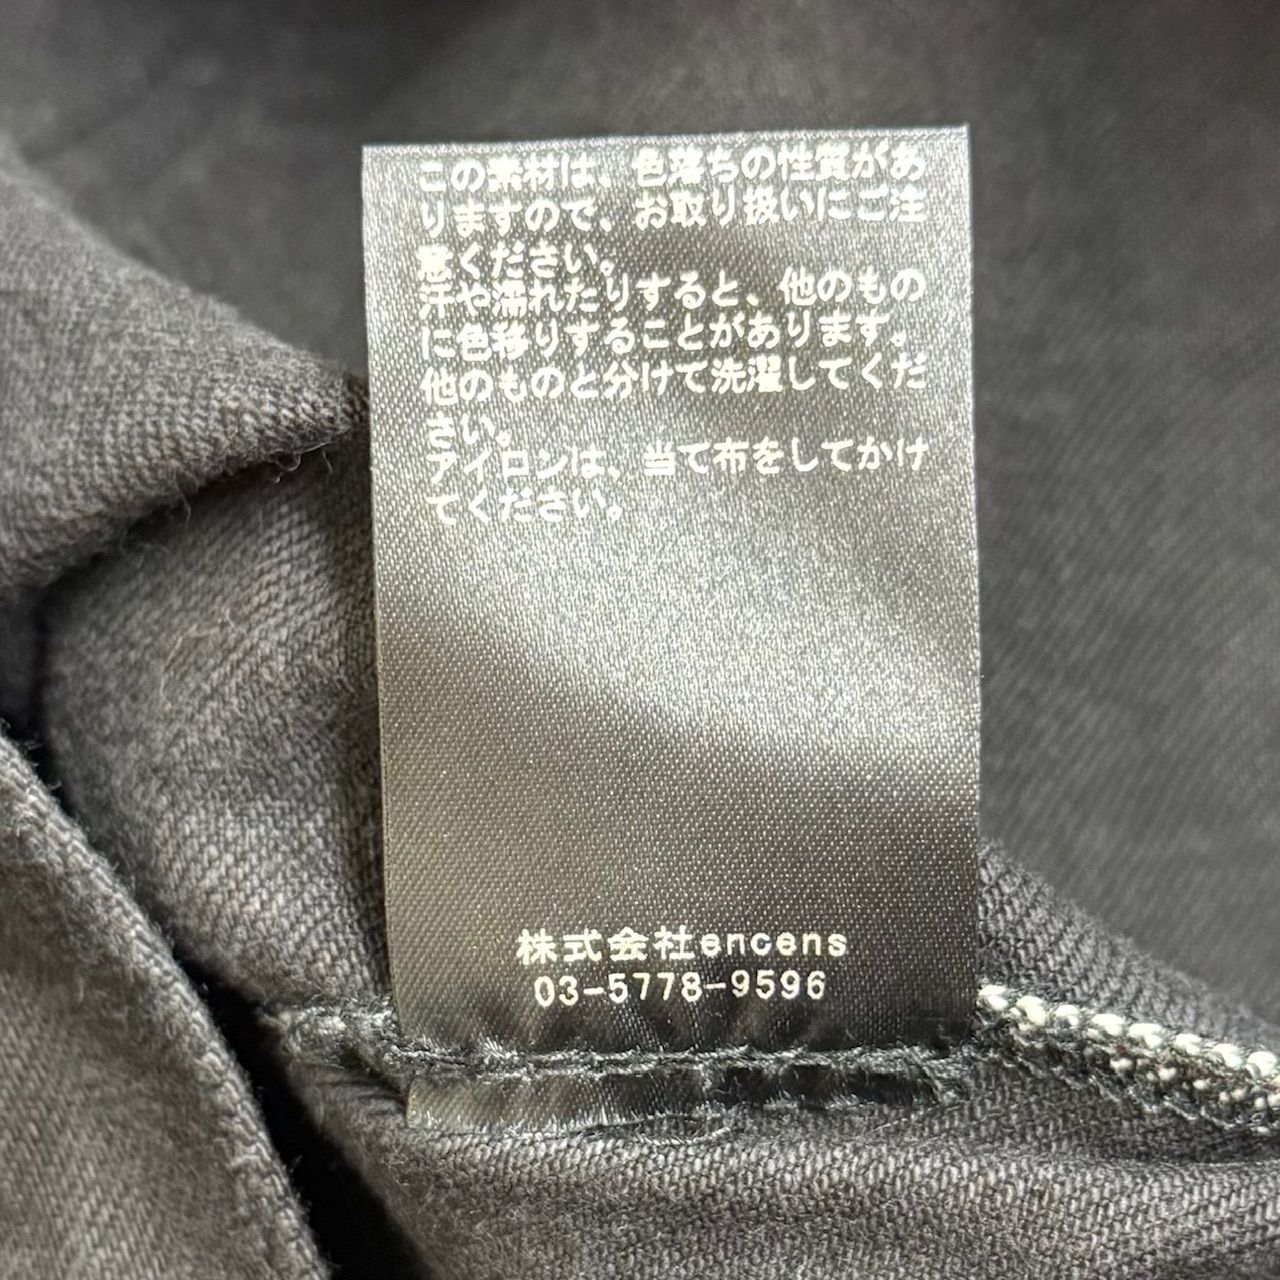 この素材は、色落ちの性質があ
りますので、お取り扱いにご注
意ください。
汗や濡れたりすると、他のもの
に色移りすることがあります。
他のものと分けて洗濯してくだ
さい。
アイロンは、当て布をしてかけ
てください。
株式会社encens
03-5778-9596